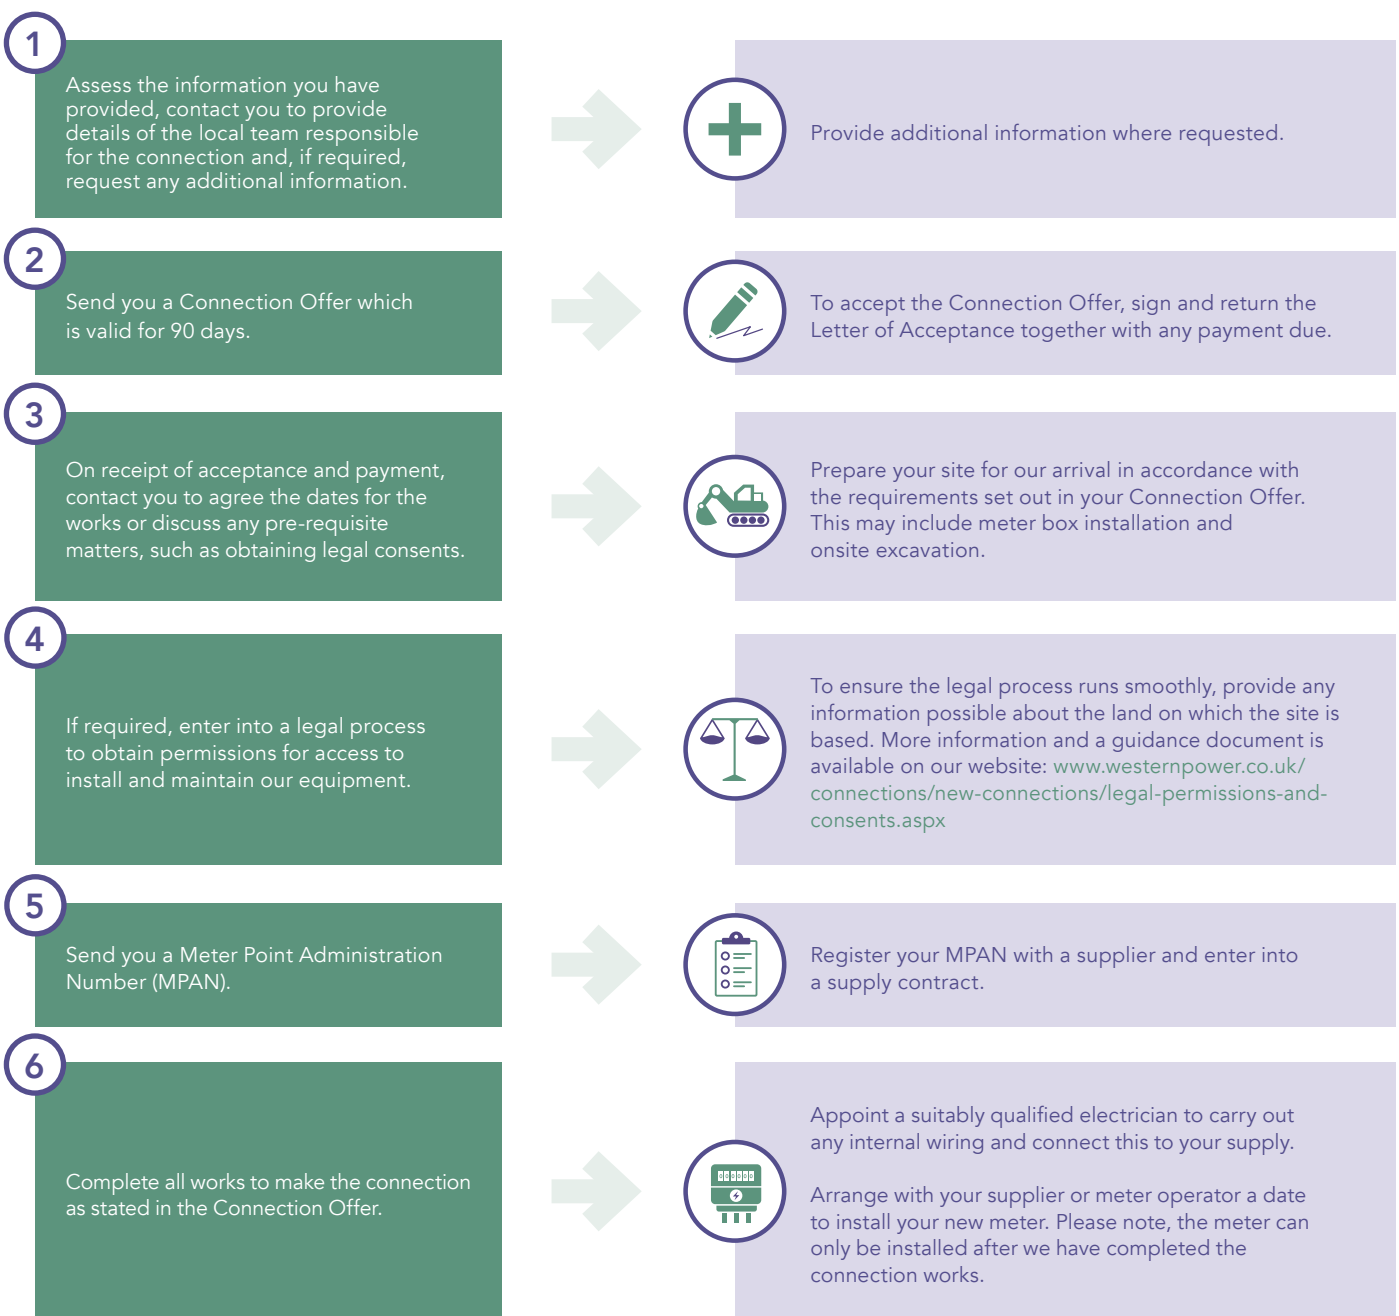 1
Assess the information you have
provided, contact you to provide
details of the local team responsible
for the connection and, if required,
request any additional information.
Provide additional information where requested.
2
Send you a Connection Offer which
is valid for 90 days.
To accept the Connection Offer, sign and return the
Letter of Acceptance together with any payment due.
3
On receipt of acceptance and payment,
contact you to agree the dates for the
works or discuss any pre-requisite
matters, such as obtaining legal consents.
Prepare your site for our arrival in accordance with
the requirements set out in your Connection Offer.
This may include meter box installation and
onsite excavation.
4
If required, enter into a legal process
to obtain permissions for access to
install and maintain our equipment.
To ensure the legal process runs smoothly, provide any
information possible about the land on which the site is
based. More information and a guidance document is
available on our website: www.westernpower.co.uk/
connections/new-connections/legal-permissions-and-
consents.aspx
5
Send you a Meter Point Administration
Number (MPAN).
Register your MPAN with a supplier and enter into
a supply contract.
6
Complete all works to make the connection
as stated in the Connection Offer.
Appoint a suitably qualified electrician to carry out
any internal wiring and connect this to your supply.
Arrange with your supplier or meter operator a date
to install your new meter. Please note, the meter can
only be installed after we have completed the
connection works.